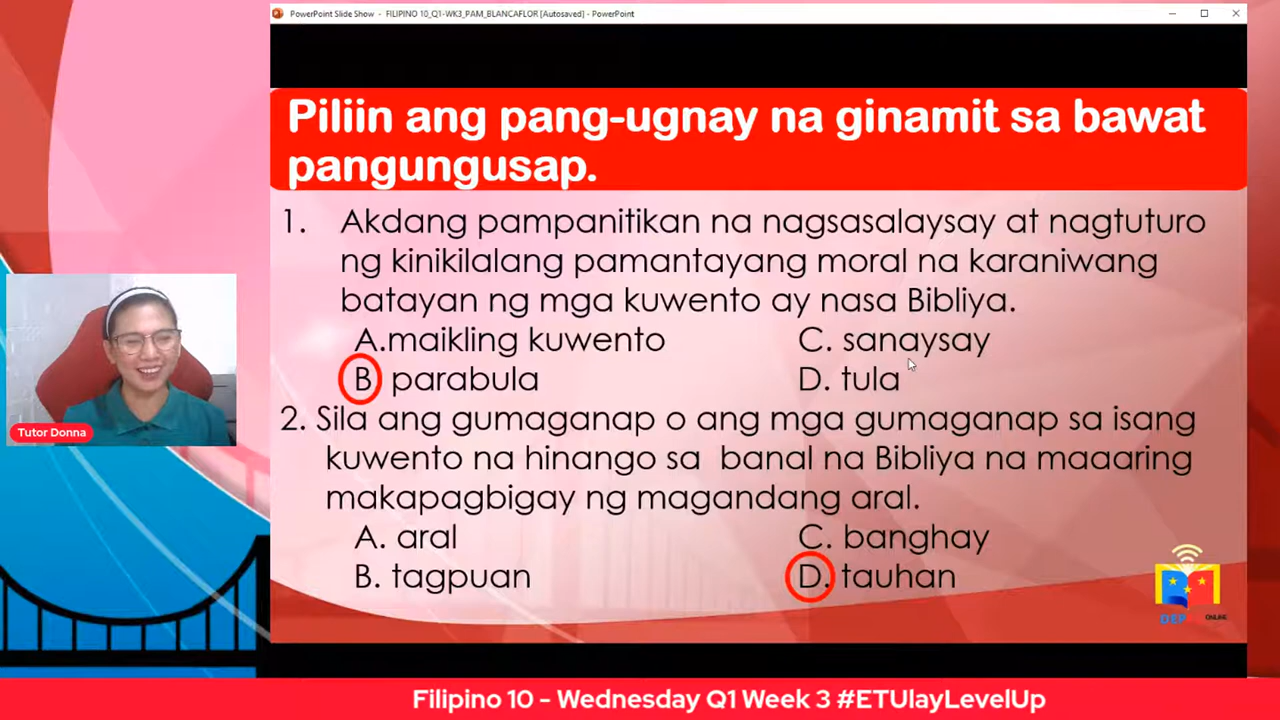 PowerPoint Slide Show - FILIPINO 10_Q1-WK3_PAM_BLANCAFLOR [Autosaved] - PowerPoint
Piliin ang pang-ugnay na ginamit sa bawat
pangungusap.
1. Akdang pampanitikan na nagsasalaysay at nagtuturo
ng kinikilalang pamantayang moral na karaniwang
batayan ng mga kuwento ay nasa Bibliya.
A.maikling kuwento C. sanaysay
B parabula D. tula
2. Sila ang gumaganap o ang mga gumaganap sa isang
kuwento na hinango sa banal na Bibliya na maaaring
makapagbigay ng magandang aral.
A. aral C. banghay
B. tagpuan D. tauhan
Tutor Donna
ONLINE
Filipino 10 - Wednesday Q1 Week 3 #ETUlayLevelUp